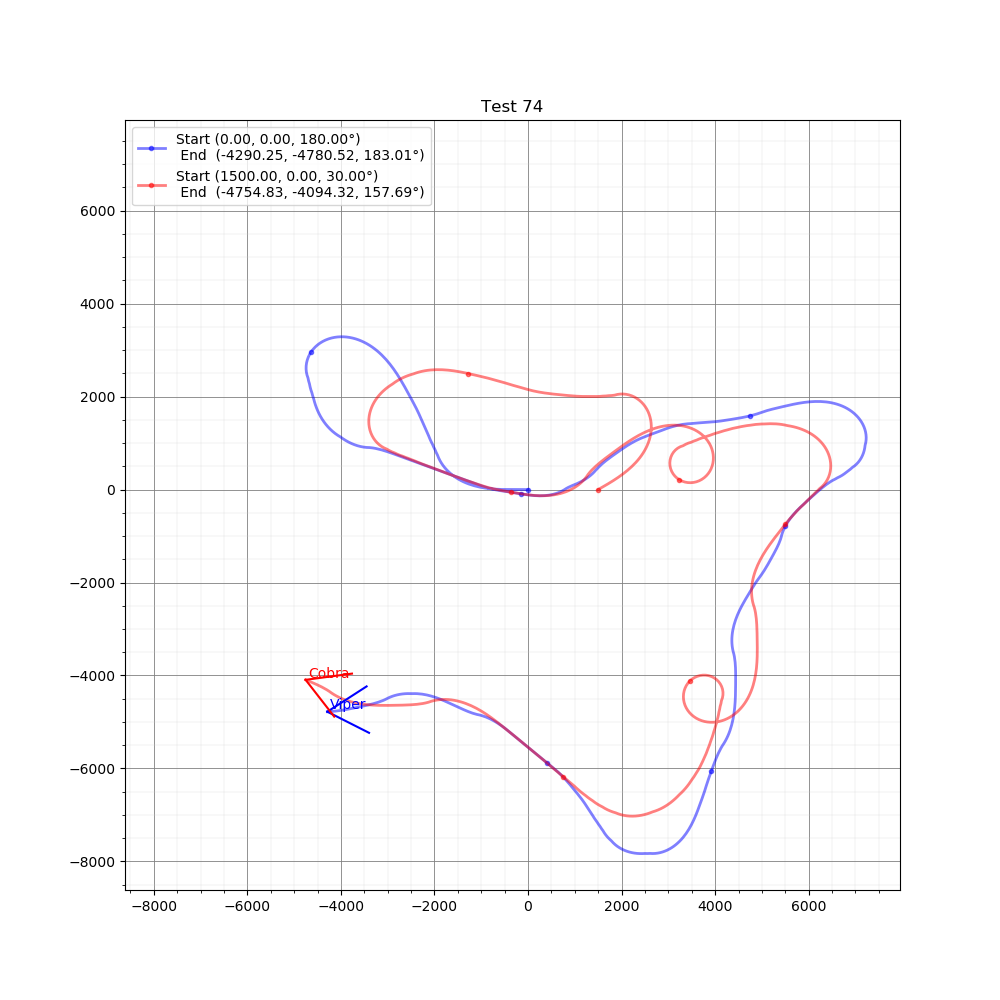 Test 74
Start (0.00, 0.00, 180.00°)
End (-4290.25, -4780.52, 183.01°)
Start (1500.00, 0.00, 30.00°)
End (-4754.83, -4094.32, 157.69°)
6000
4000
2000
0
−2000
−4000
−6000
−8000
Cobra
Viper
−8000 −6000 −4000 −2000 0 2000 4000 6000